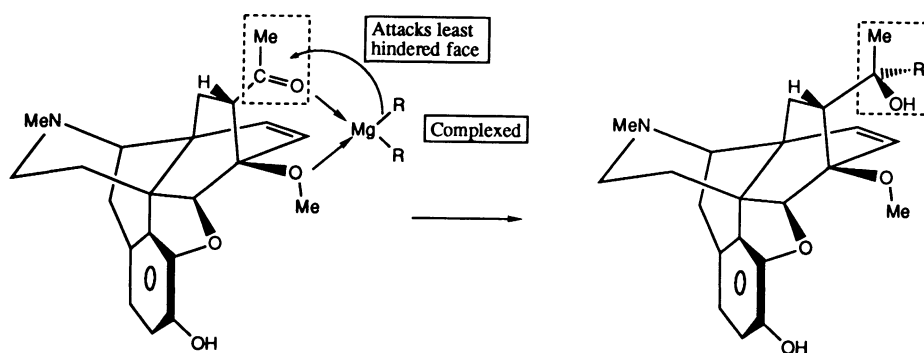 Me
Attacks least
hindered face
H
C
O
R
MeN
Mg
Complexed
R
O
Me
O
OH
Me
R
H
OH
MeN
O
Me
O
OH